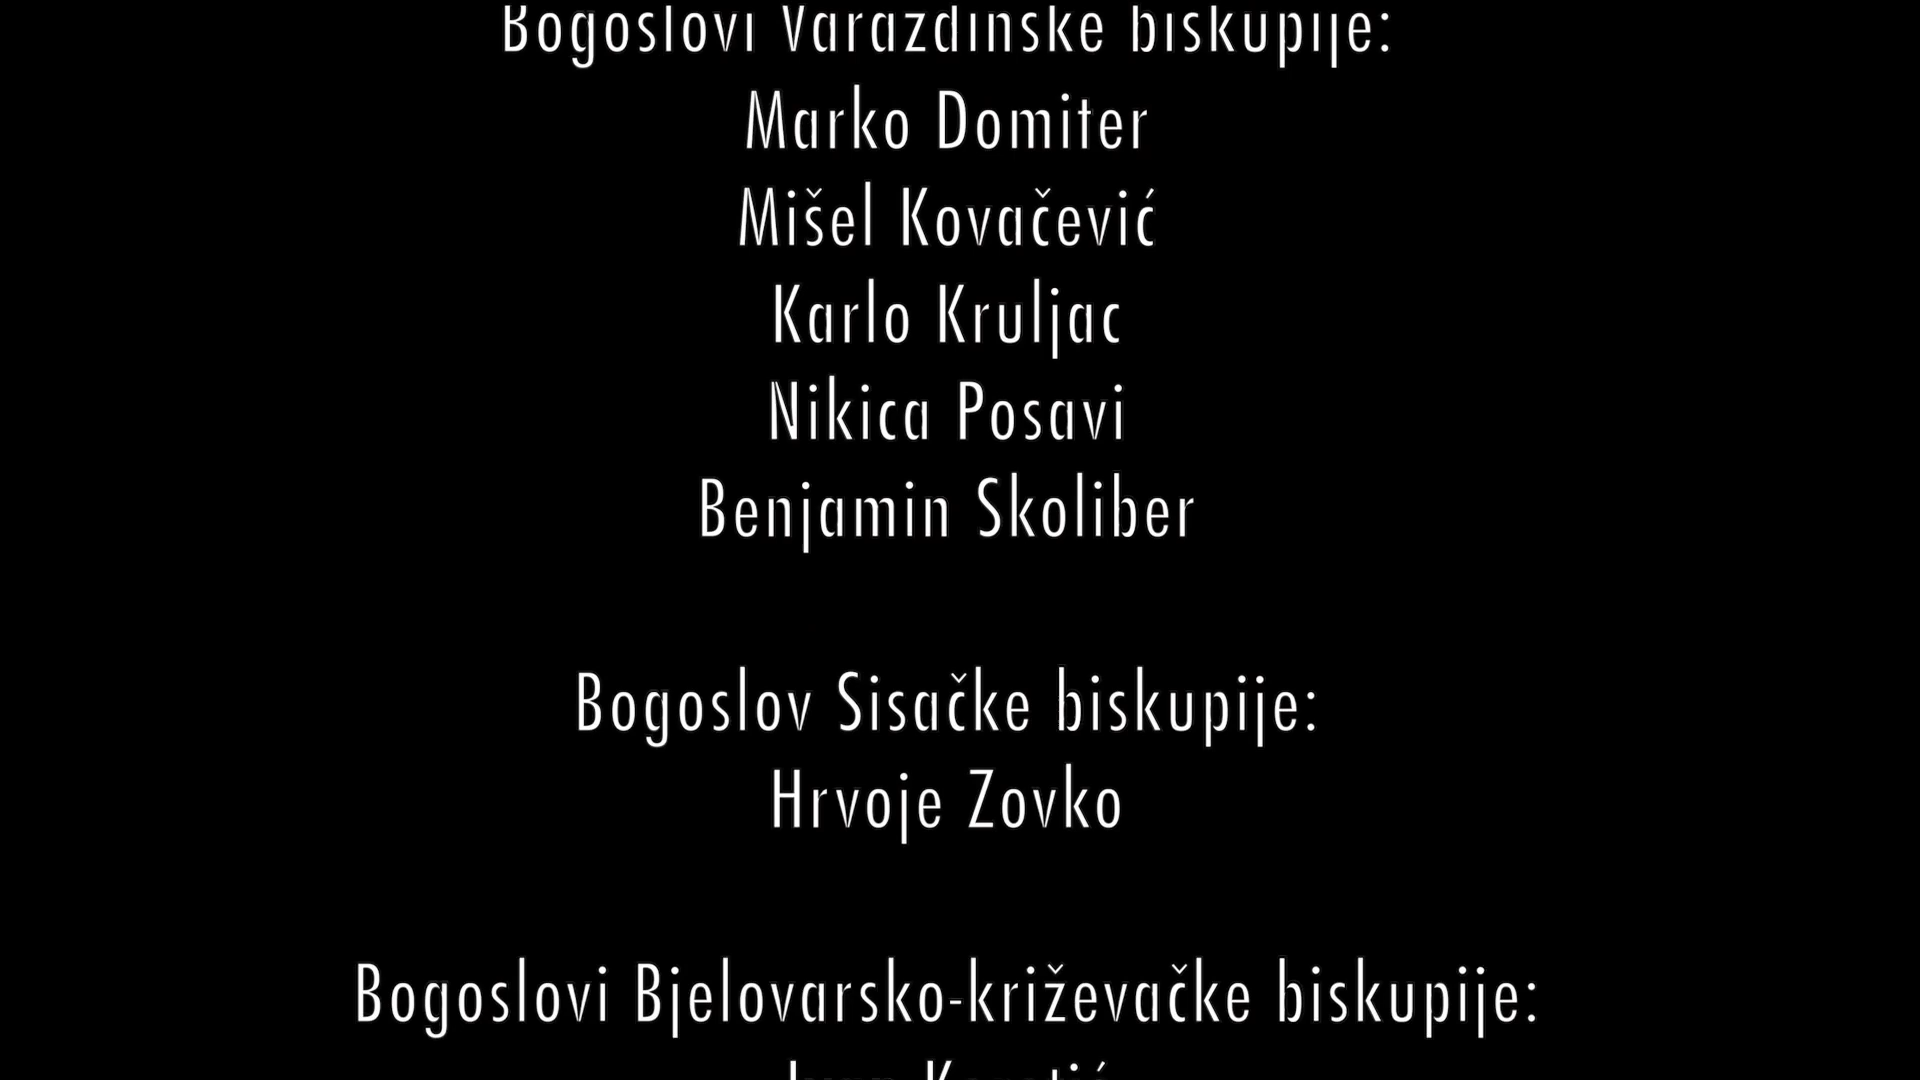 Bogoslovi Varaždinske biskupije:
Marko Domiter
Mišel Kovačević
Karlo Kruljac
Nikica Posavi
Benjamin Skoliber
Bogoslov Sisačke biskupije:
Hrvoje Zovko
Bogoslovi Bjelovarsko-križevačke biskupije: